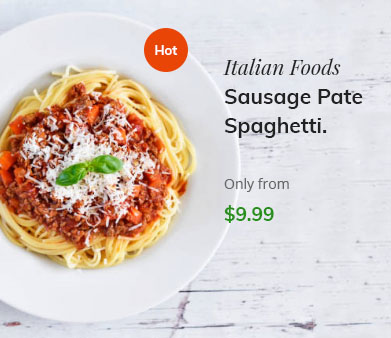 Hot
Italian Foods
Sausage Pate
Spaghetti.
Only from
$9.99